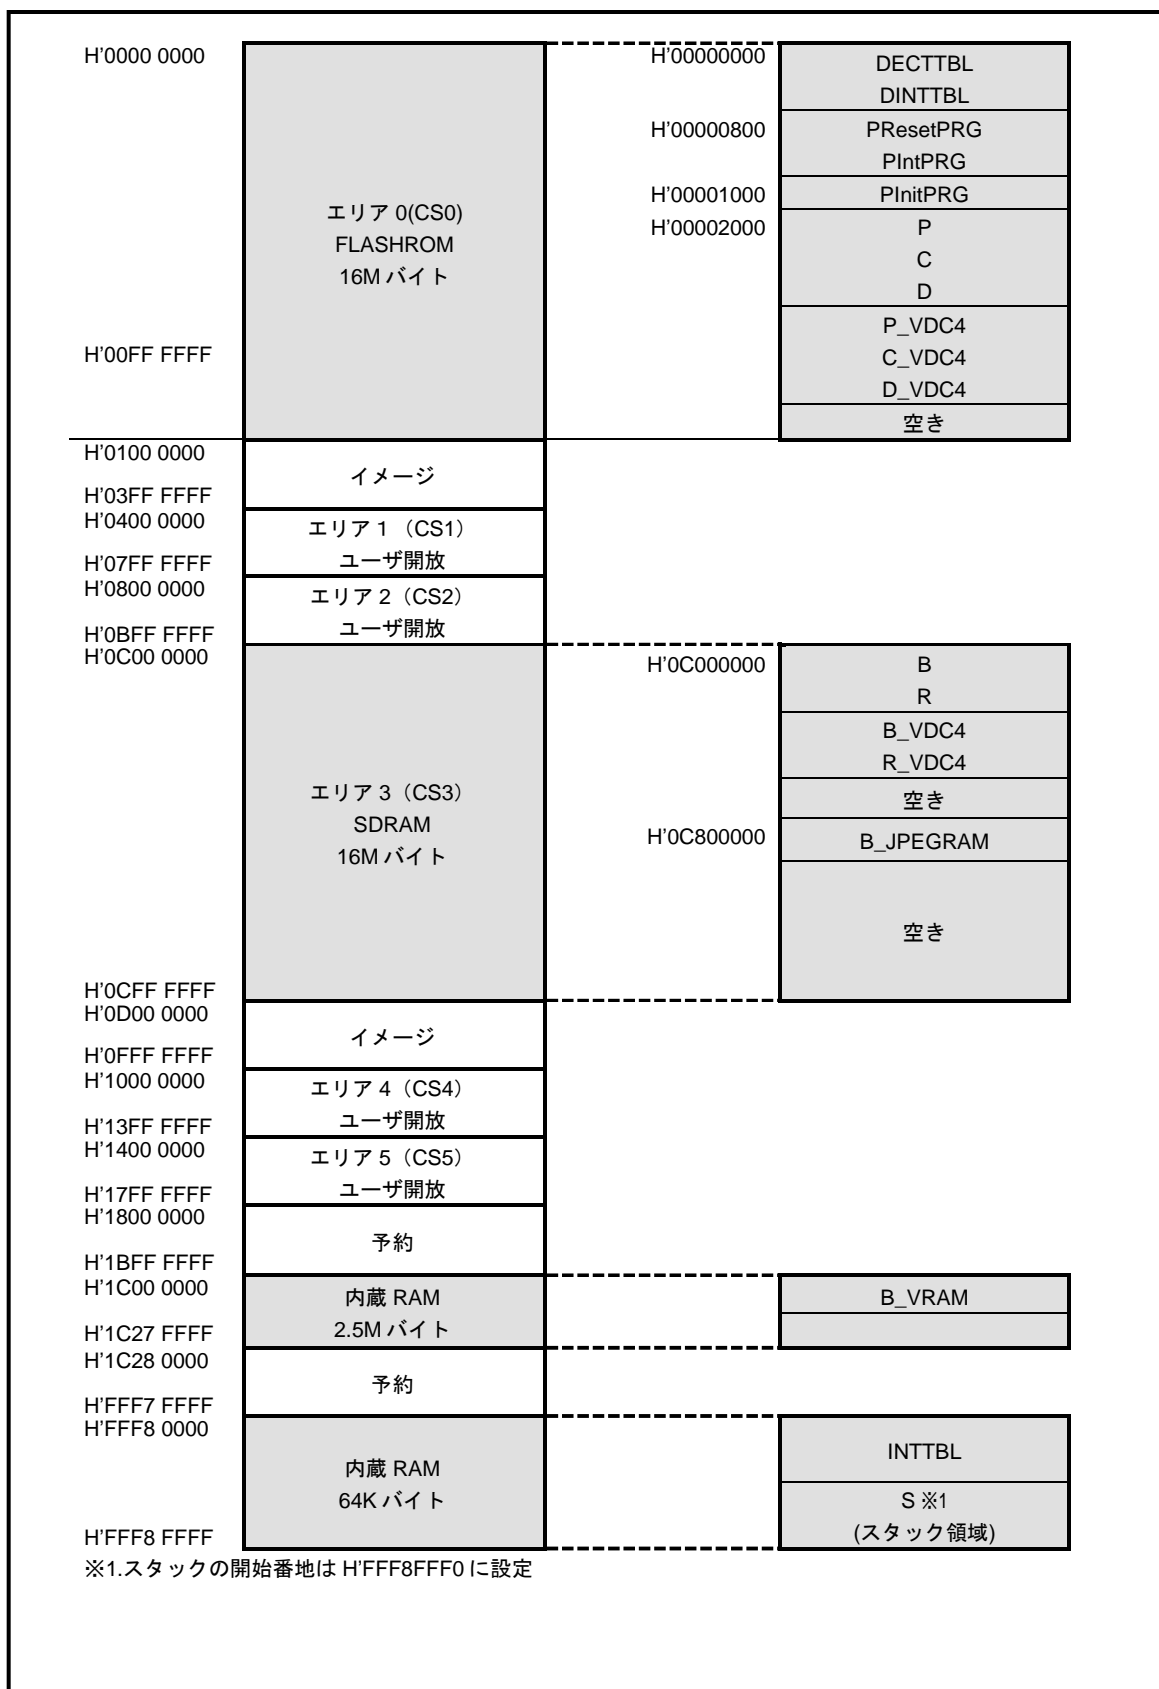 H'0000 0000
エリア 0(CS0)
FLASHROM
16M バイト
H'00FF FFFF
H'00000000
DECTTBL
DINTTBL
H'00000800
PResetPRG
PIntPRG
H'00001000
PInitPRG
H'00002000
P
C
D
P_VDC4
C_VDC4
D_VDC4
空き
H'0100 0000
イメージ
H'03FF FFFF
H'0400 0000
エリア 1 (CS1)
ユーザ開放
H'07FF FFFF
H'0800 0000
エリア 2(CS2)
ユーザ開放
H'0BFF FFFF
H'0C00 0000
エリア 3(CS3)
SDRAM
16M バイト
H'0CFF FFFF
H'0C000000
B
R
B_VDC4
R_VDC4
空き
H'0C800000
B_JPEGRAM
空き
H'0D00 0000
イメージ
H'0FFF FFFF
H'1000 0000
エリア 4(CS4)
ユーザ開放
H'13FF FFFF
H'1400 0000
エリア 5(CS5)
ユーザ開放
H'17FF FFFF
H'1800 0000
予約
H'1BFF FFFF
H'1C00 0000
内蔵 RAM
2.5M バイト
H'1C27 FFFF
B_VRAM
H'1C28 0000
予約
H'FFF7 FFFF
H'FFF8 0000
内蔵 RAM
64K バイト
H'FFF8 FFFF
INTTBL
S ※1
(スタック領域)
※1.スタックの開始番地は H'FFF8FFF0 に設定